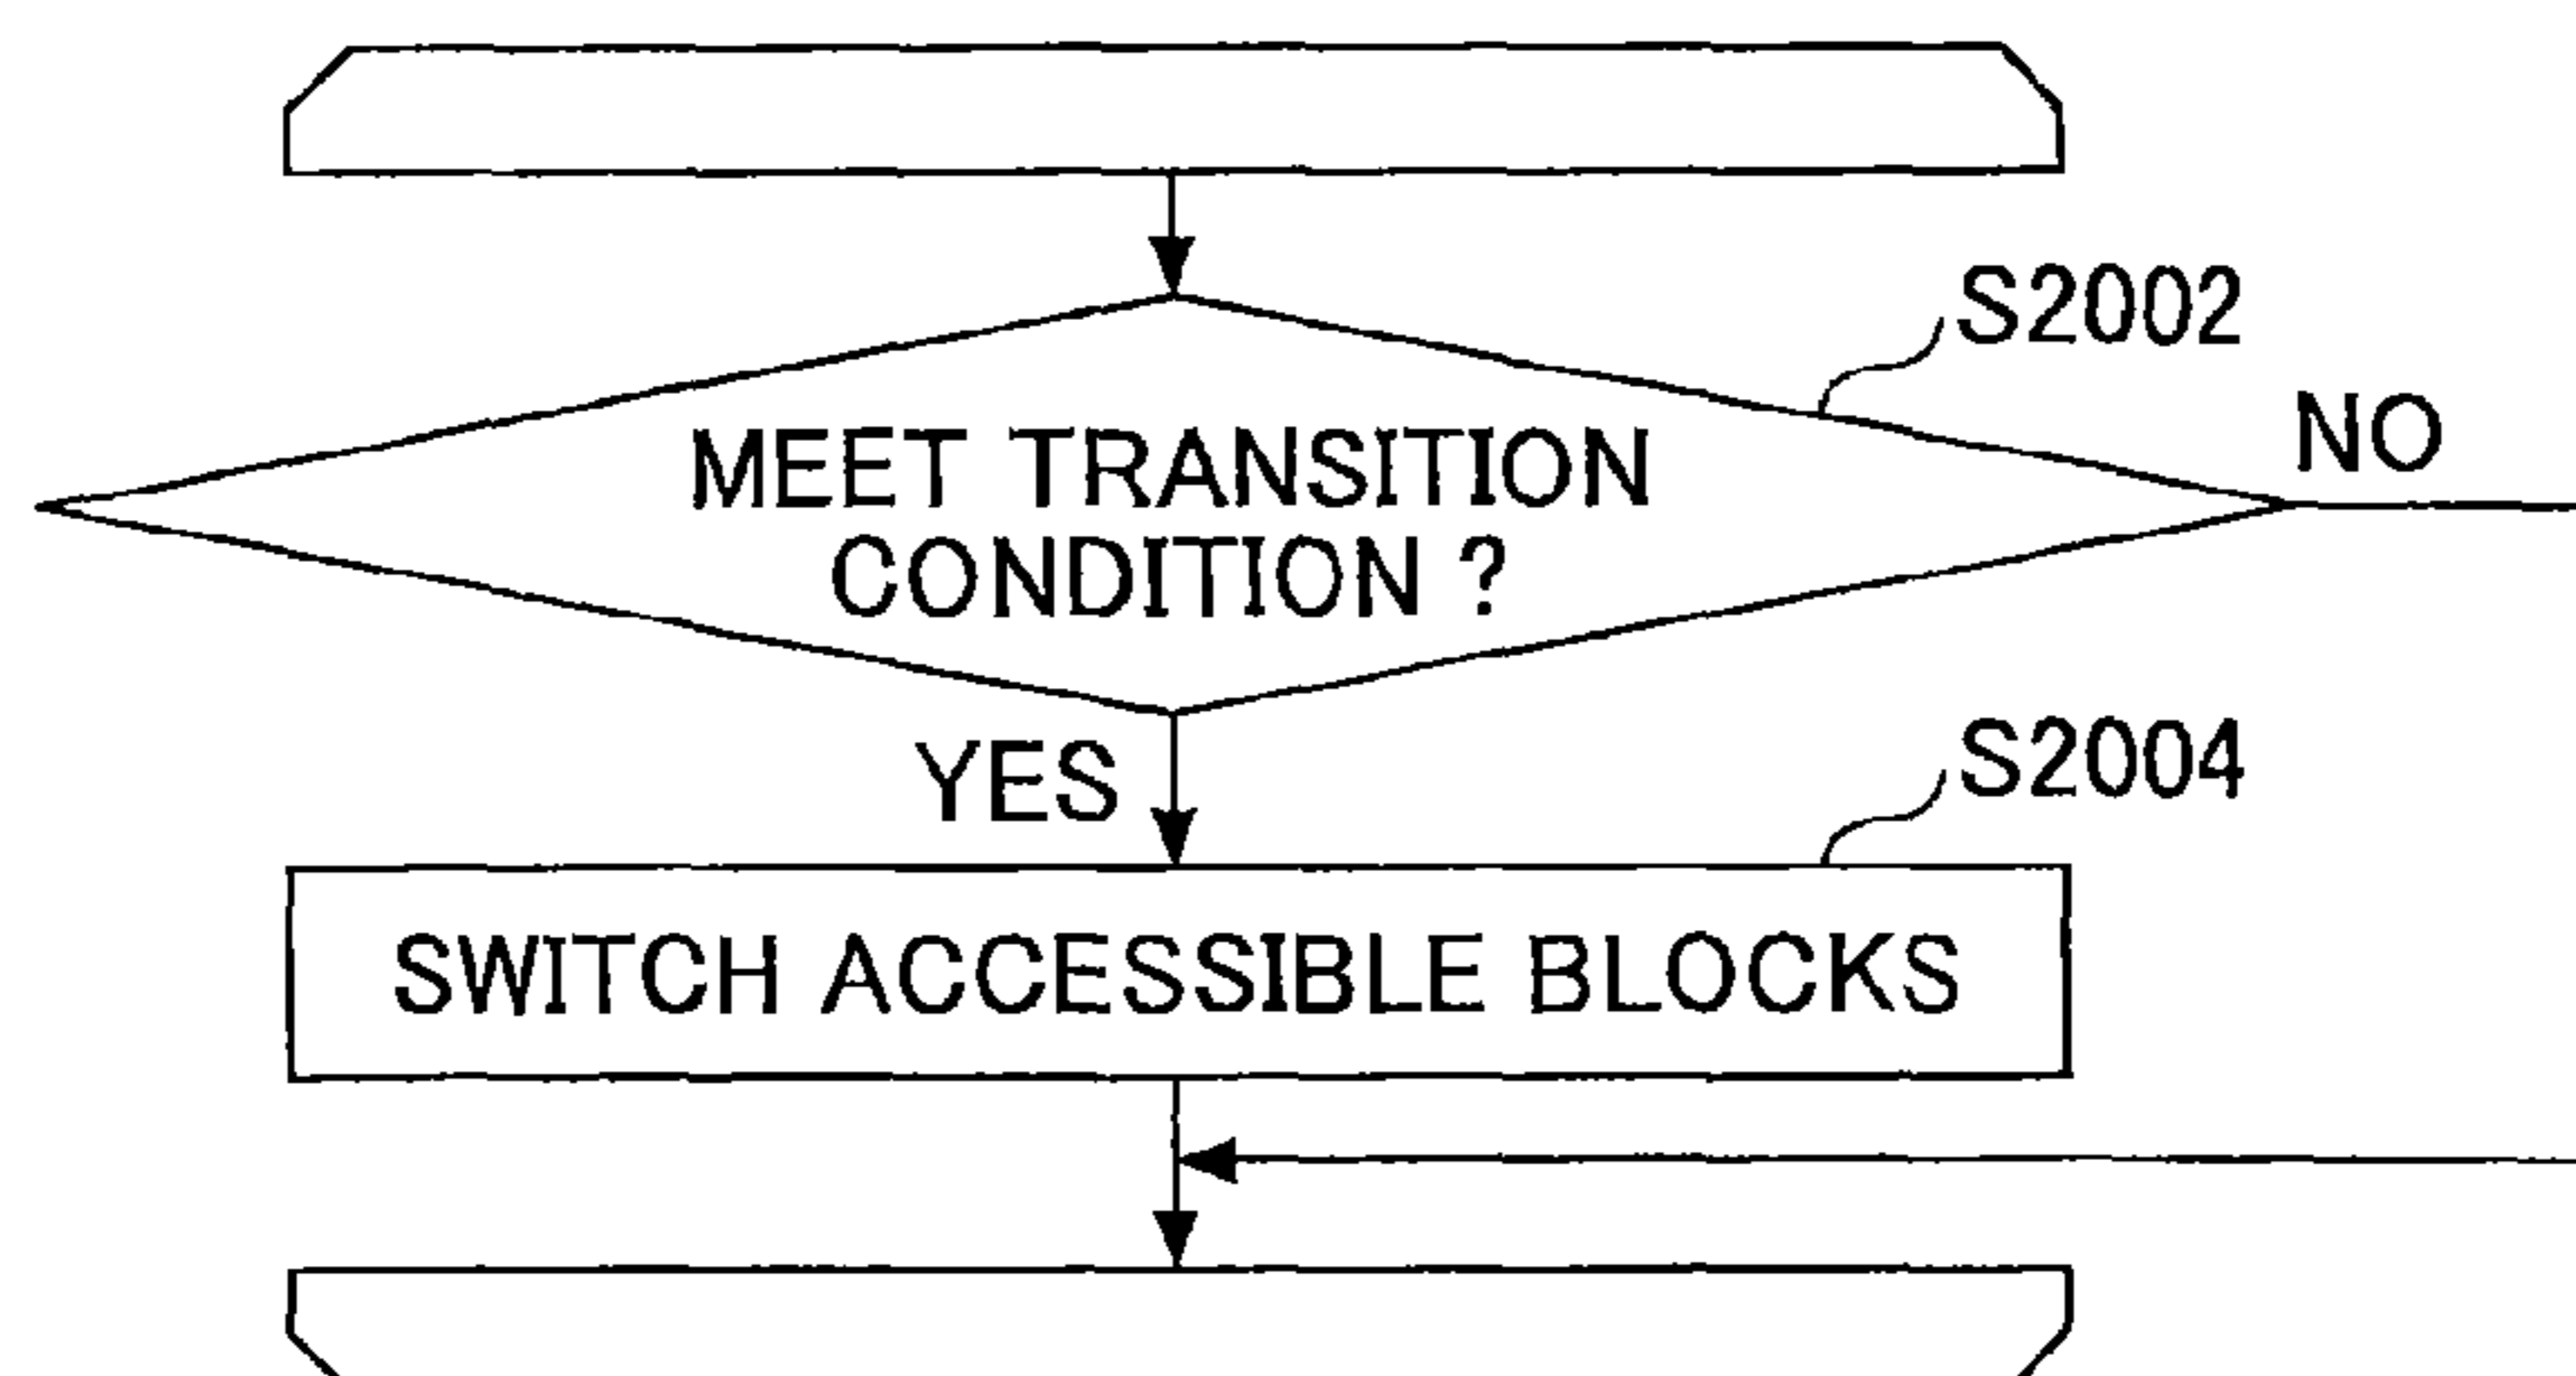 S2002
NO
MEET TRANSITION
CONDITION ?
YES
S2004
SWITCH ACCESSIBLE BLOCKS